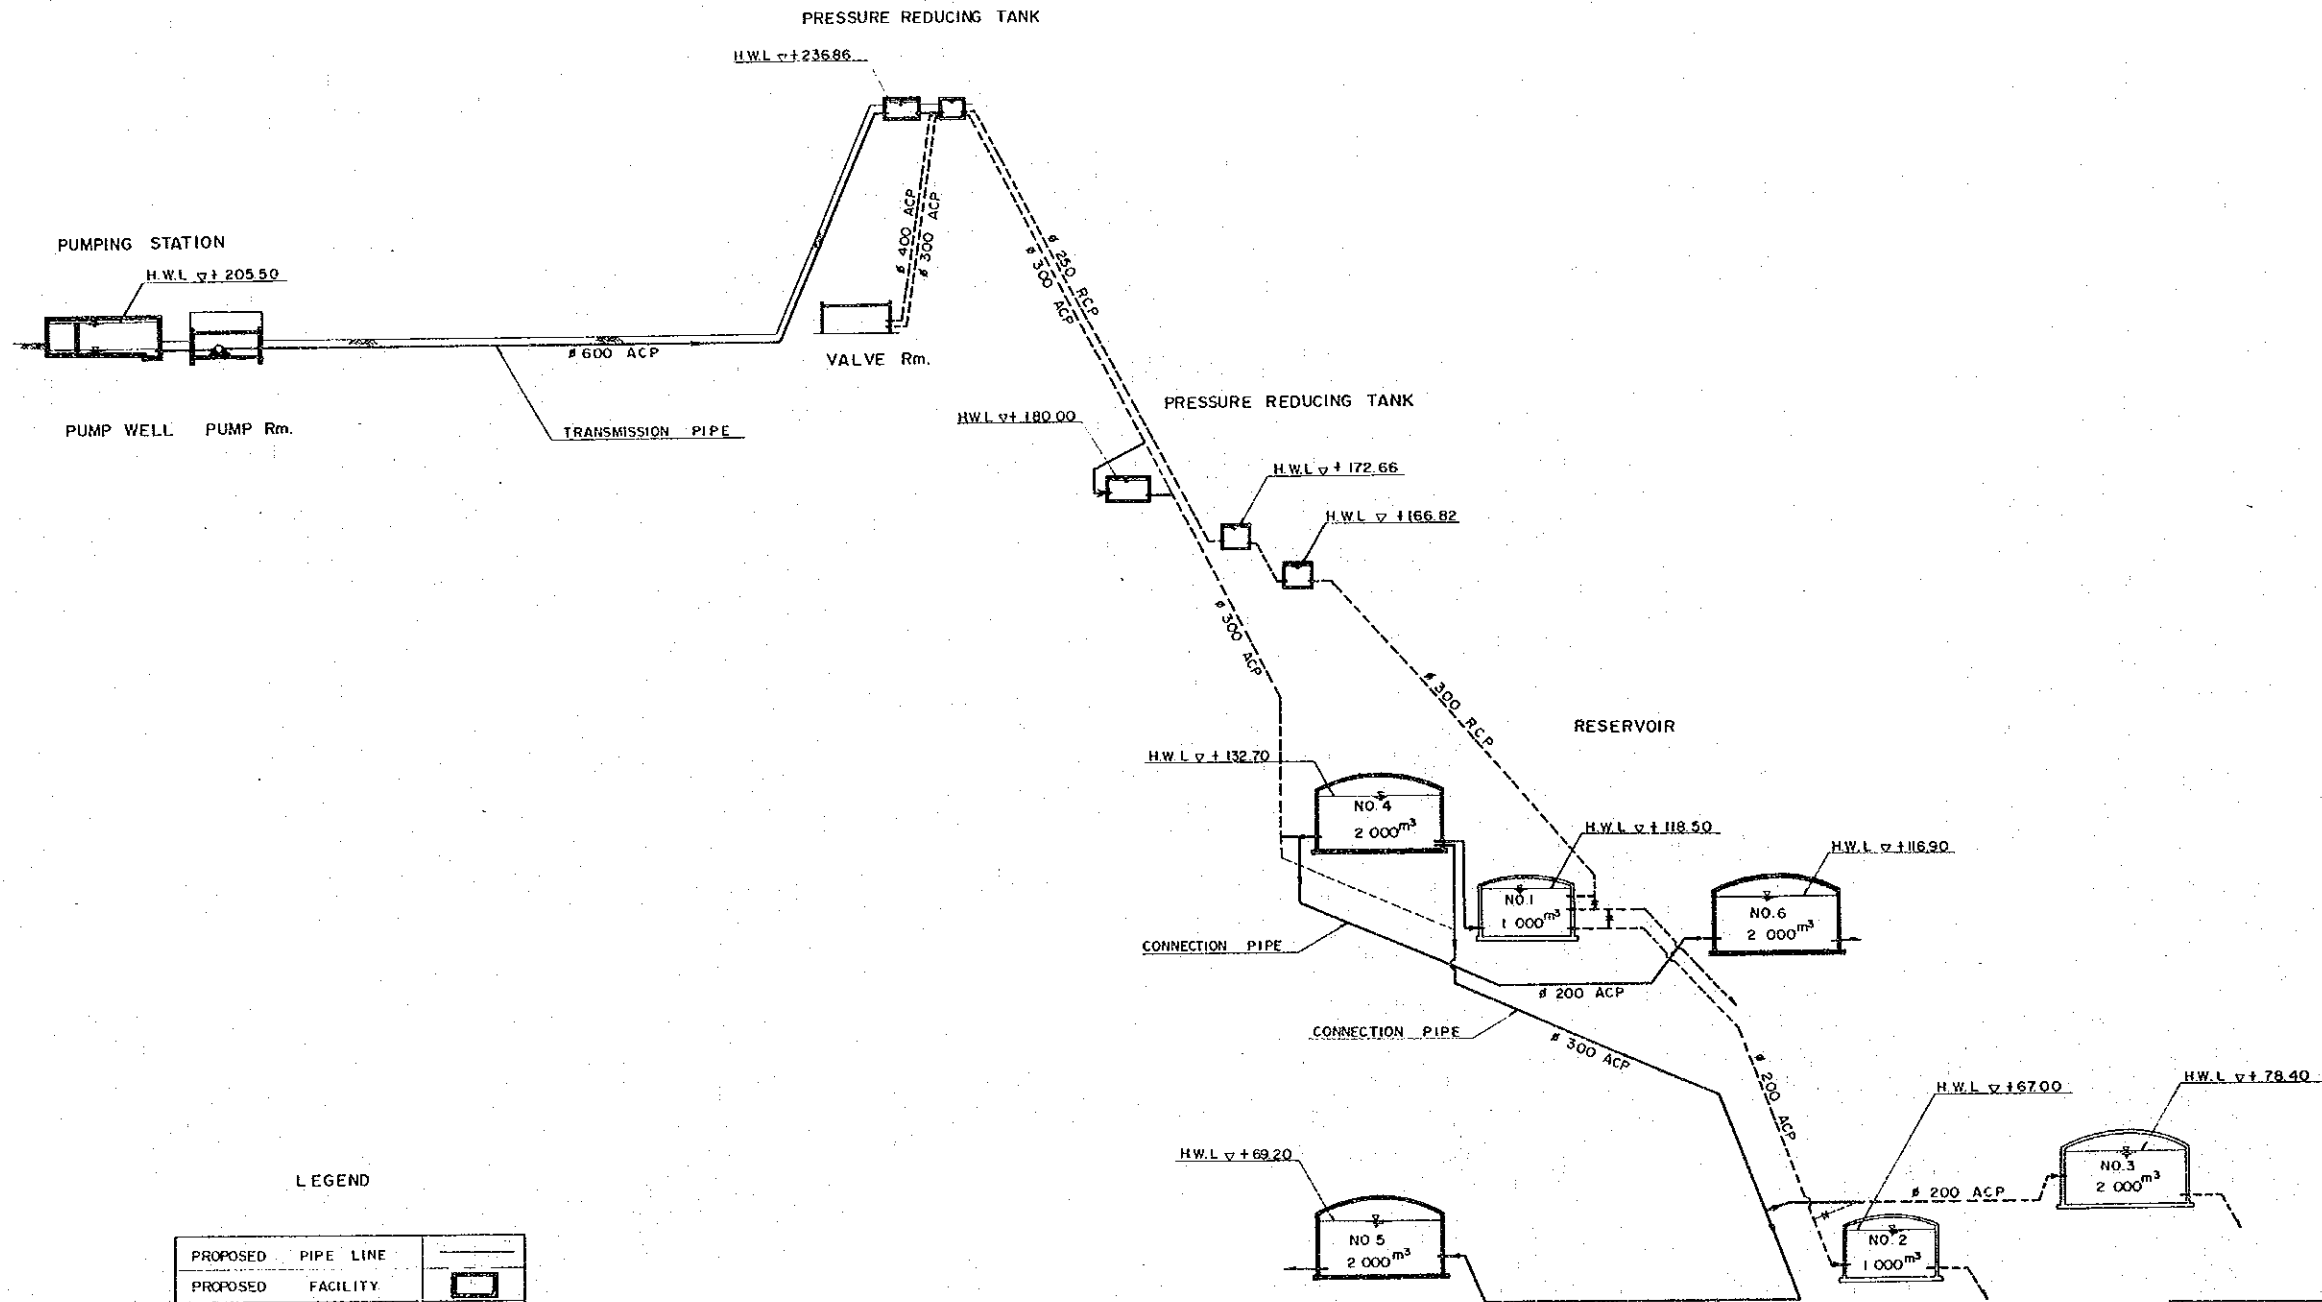 PRESSURE REDUCING TANK
H.W.L ▽+236.86
PUMPING STATION
H.W.L ▽+ 205.50
ø 400 ACP
ø 300 ACP
ø 250 RCP
ø 300 ACP
ø 600 ACP
VALVE Rm.
PUMP WELL PUMP Rm.
TRANSMISSION PIPE
PRESSURE REDUCING TANK
H.W.L ▽+ 180.00
H.W.L ▽ + 172.66
H.W.L ▽ +166.82
ø 300 ACP
ø 300 RCP
RESERVOIR
H.W.L ▽ + 132.70
NO. 4
2 000m³
H.W.L ▽ + 118.50
NO. 1
1 000m³
H.W.L ▽ +116.90
NO. 6
2 000m³
CONNECTION PIPE
ø 200 ACP
CONNECTION PIPE
ø 300 ACP
ø 200 ACP
H.W.L ▽ +67.00
H.W.L ▽ + 78.40
H.W.L ▽ +69.20
NO. 3
2 000m³
ø 200 ACP
NO 5
2 000m³
NO. 2
1 000m³
LEGEND
PROPOSED PIPE LINE
PROPOSED FACILITY